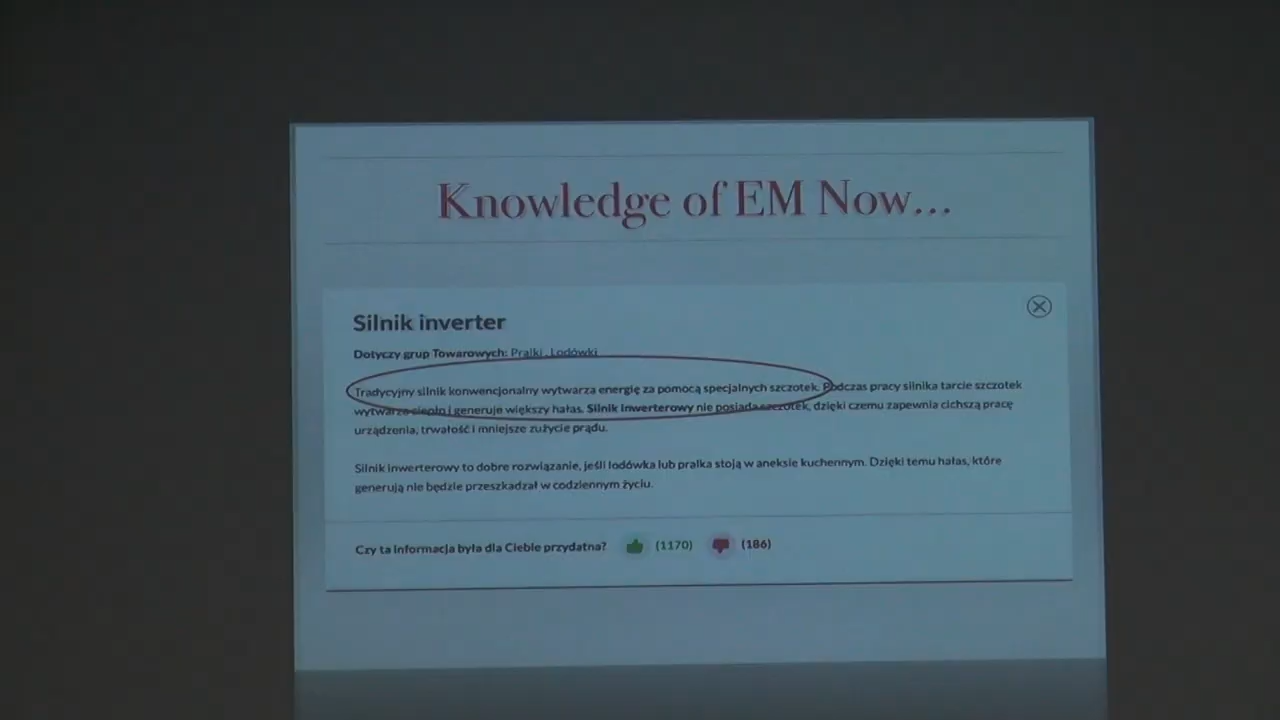 Knowledge of EM Now...
Silnik inverter
Dotyczy grup Towarowych: Pralki , Lodówki
Tradycyjny silnik konwencjonalny wytwarza energię za pomocą specjalnych szczotek. Podczas pracy silnika tarcie szczotek
wytwarza ciepło i generuje większy hałas. Silnik Inwerterowy nie posiada szczotek, dzięki czemu zapewnia cichszą pracę
urządzenia, trwałość i mniejsze zużycie prądu.
Silnik inwerterowy to dobre rozwiązanie, jeśli lodówka lub pralka stoją w aneksie kuchennym. Dzięki temu hałas, które
generują nie będzie przeszkadzał w codziennym życiu.
Czy ta informacja była dla Ciebie przydatna? (1170) (186)